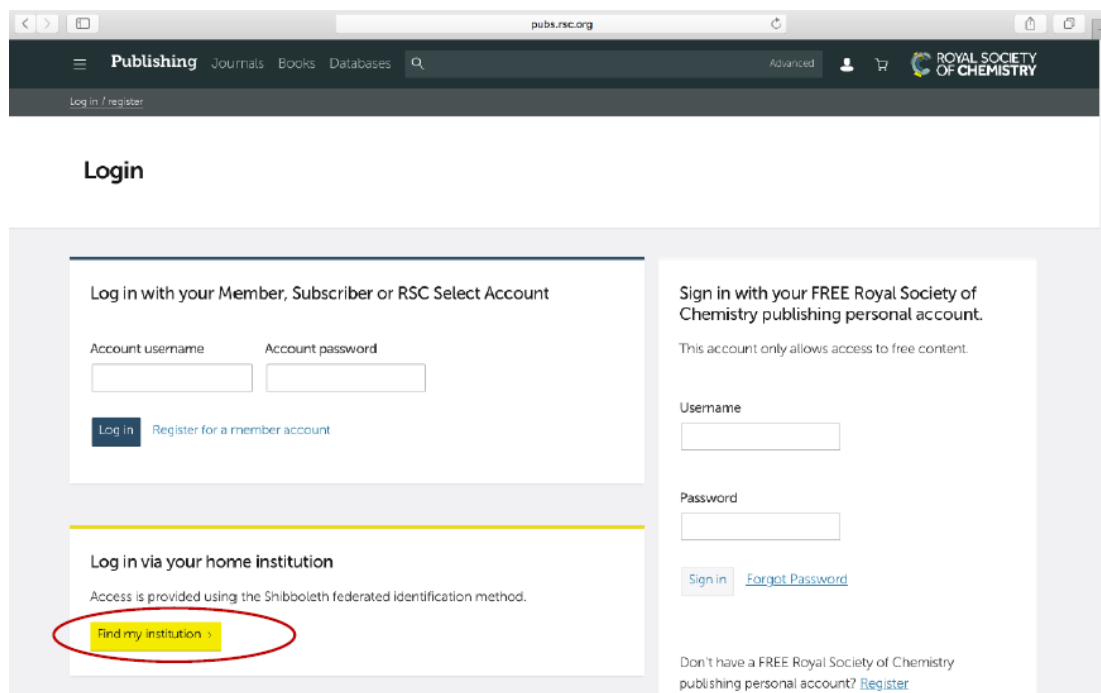 pubs.rsc.org
Publishing Journals Books Databases Advanced ROYAL SOCIETY
OF CHEMISTRY
Log in / register
Login
Log in with your Member, Subscriber or RSC Select Account
Account username Account password
Log in Register for a member account
Log in via your home institution
Access is provided using the Shibboleth federated identification method.
Find my institution ›
Sign in with your FREE Royal Society of
Chemistry publishing personal account.
This account only allows access to free content.
Username
Password
Sign in Forgot Password
Don't have a FREE Royal Society of Chemistry
publishing personal account? Register